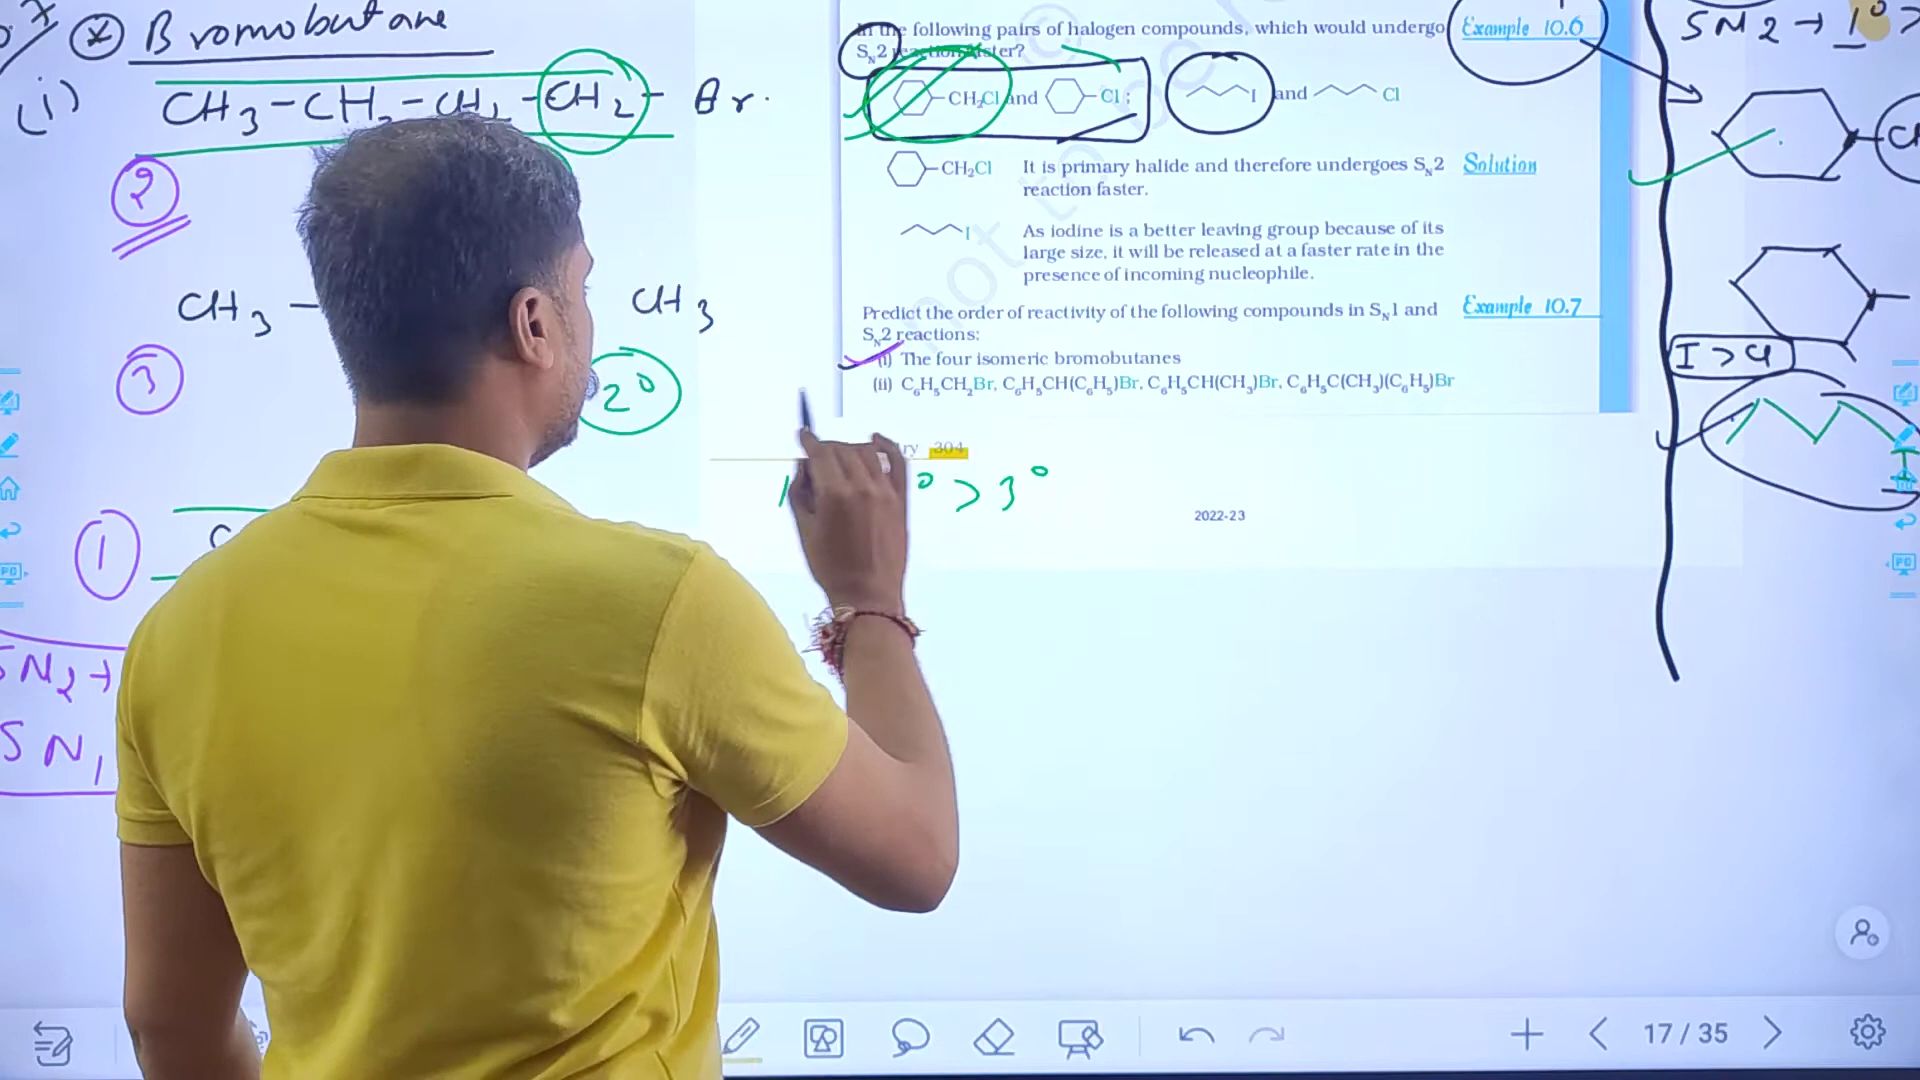 Bromobutane
(i) CH3-CH2-CH2-CH2-Br.
2
CH3- CH3
3
2°
1
SN2→
SN1
In the following pairs of halogen compounds, which would undergo
SN2 reaction faster?
Example 10.6
CH2Cl and Cl ; I and Cl
CH2Cl It is primary halide and therefore undergoes SN2
reaction faster.
Solution
I As iodine is a better leaving group because of its
large size, it will be released at a faster rate in the
presence of incoming nucleophile.
Predict the order of reactivity of the following compounds in SN1 and
SN2 reactions:
Example 10.7
(i) The four isomeric bromobutanes
(ii) C6H5CH2Br, C6H5CH(C6H5)Br, C6H5CH(CH3)Br, C6H5C(CH3)(C6H5)Br
304
° > 3°
2022-23
SN2→1° >
I > Cl
I
17 / 35